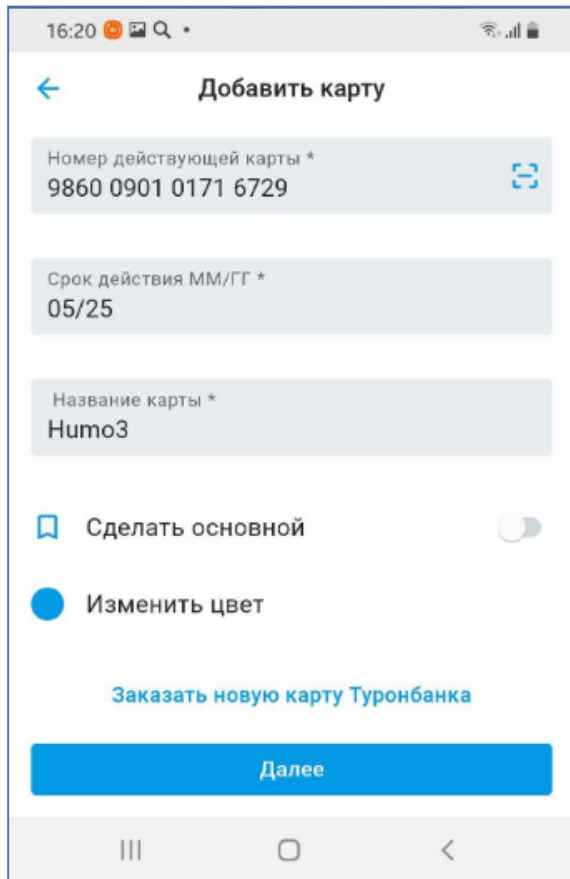 16:20
Добавить карту
Номер действующей карты *
9860 0901 0171 6729
Срок действия ММ/ГГ *
05/25
Название карты *
Humo3
Сделать основной
Изменить цвет
Заказать новую карту Туронбанка
Далее